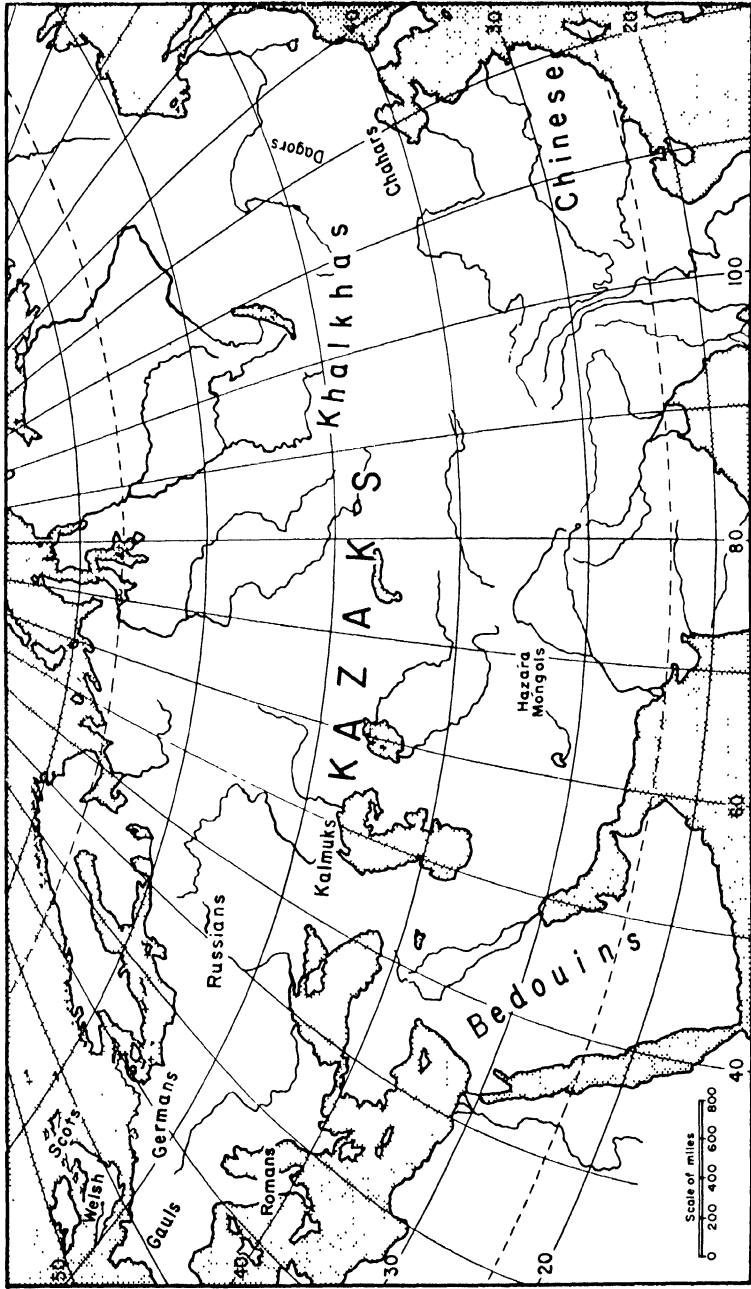 50
Scots
Welsh
Germans
Gauls
Russians
Romans
Kalmuks
KAZAKS
Khalkhas
Dagors
Chahars
40
40
30
30
Hazara
Mongols
Chinese
Bedouins
20
20
Scale of miles
0 200 400 600 800
40
60
80
100